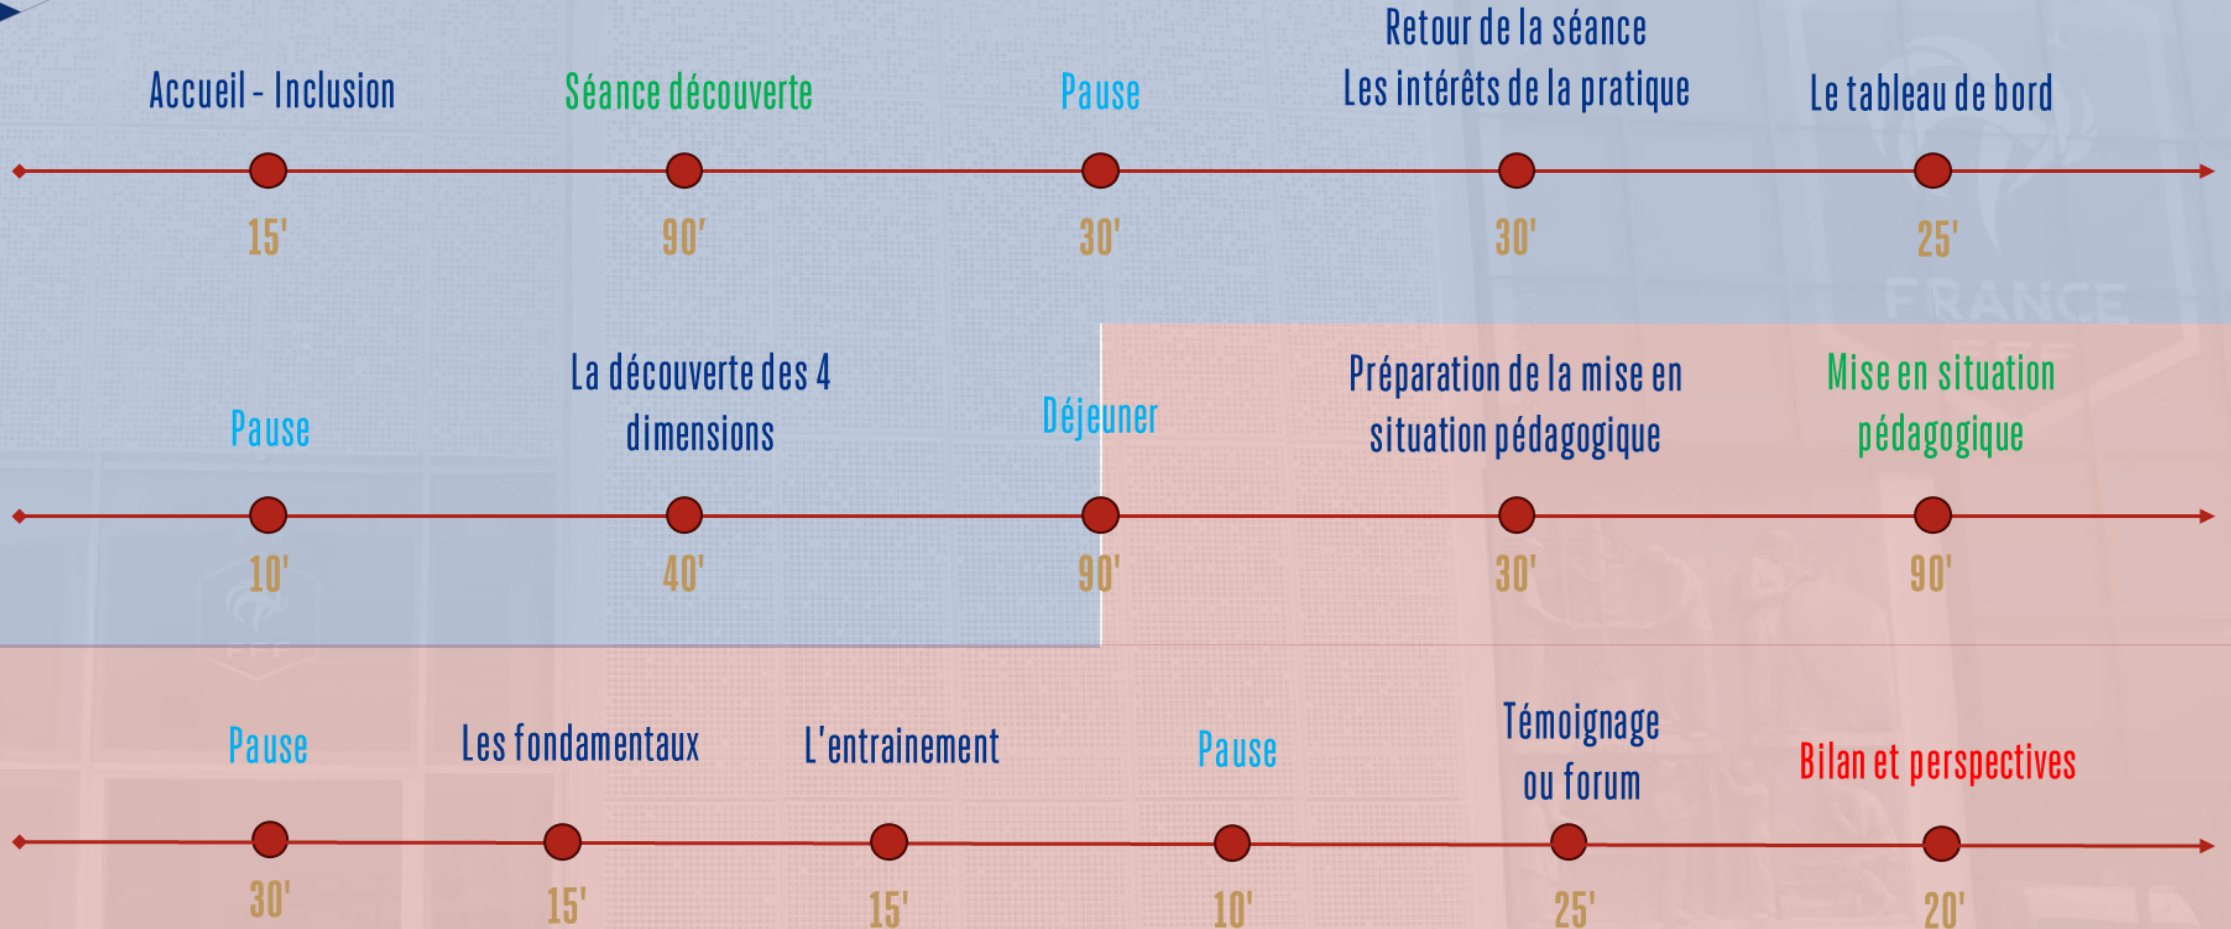 Retour de la séance
Accueil - Inclusion
Séance découverte
Pause
Les intérêts de la pratique
Le tableau de bord
15'
90'
30'
30'
25'
FRANCE
FFF
Pause
La découverte des 4
dimensions
Déjeuner
Préparation de la mise en
situation pédagogique
Mise en situation
pédagogique
10'
40'
90'
30'
90'
FFF
Pause
Les fondamentaux
L'entrainement
Pause
Témoignage
ou forum
Bilan et perspectives
30'
15'
15'
10'
25'
20'